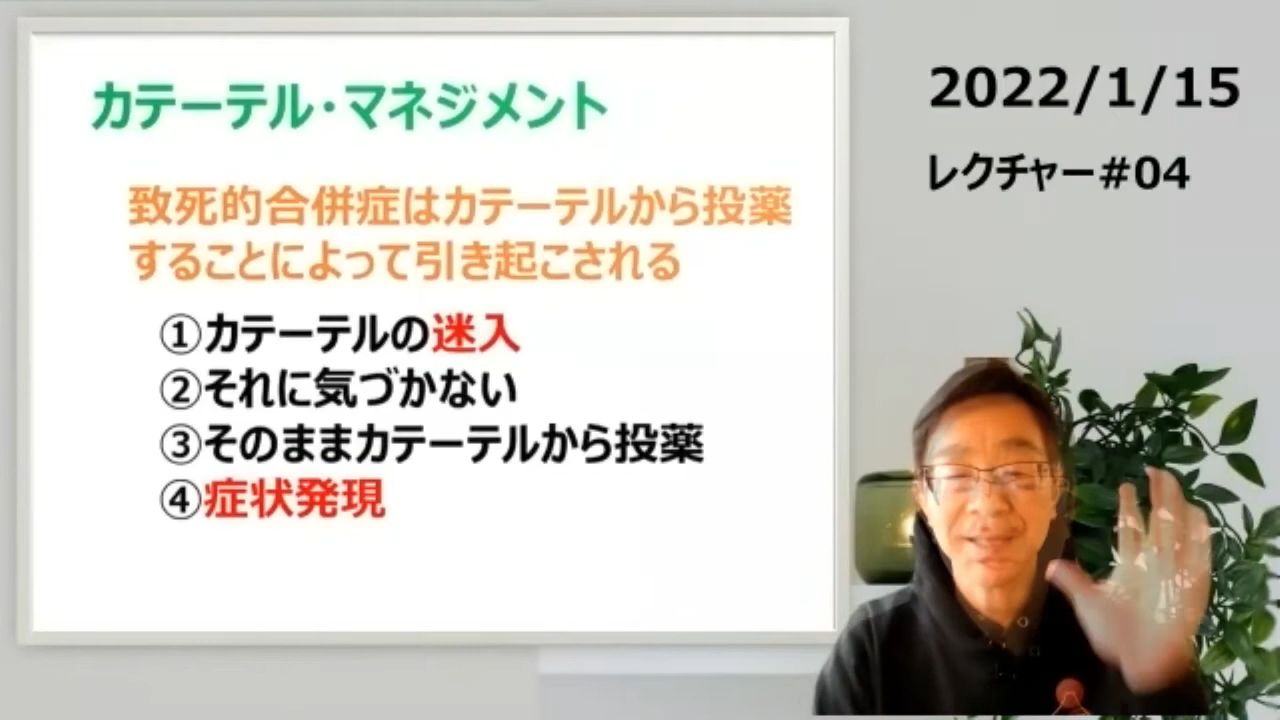 カテーテル・マネジメント
致死的合併症はカテーテルから投薬
することによって引き起こされる
①カテーテルの迷入
②それに気づかない
③そのままカテーテルから投薬
④症状発現
2022/1/15
レクチャー#04